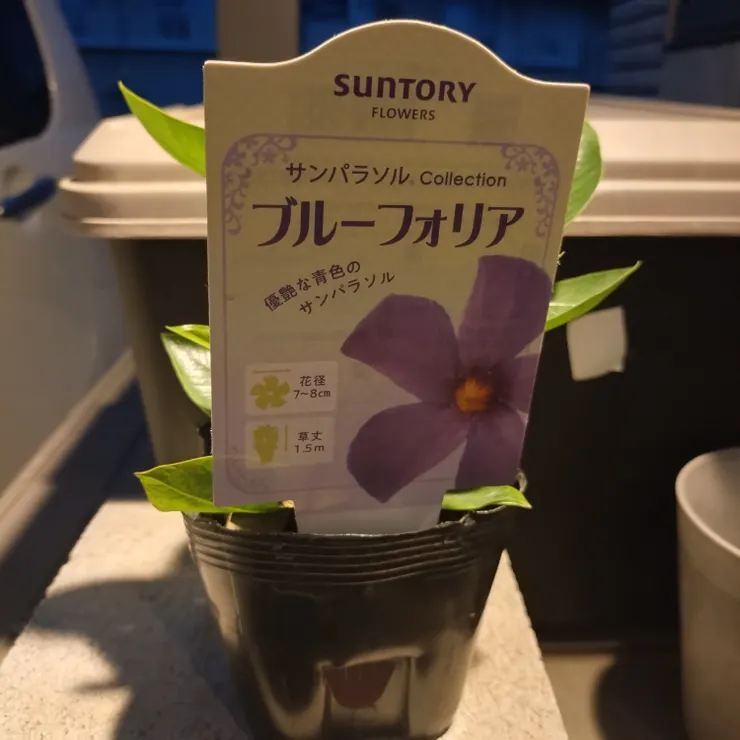 SUNTORY
FLOWERS
サンパラソル® Collection
ブルーフォリア
優艶な青色の
サンパラソル
花径
7~8cm
草丈
1.5m